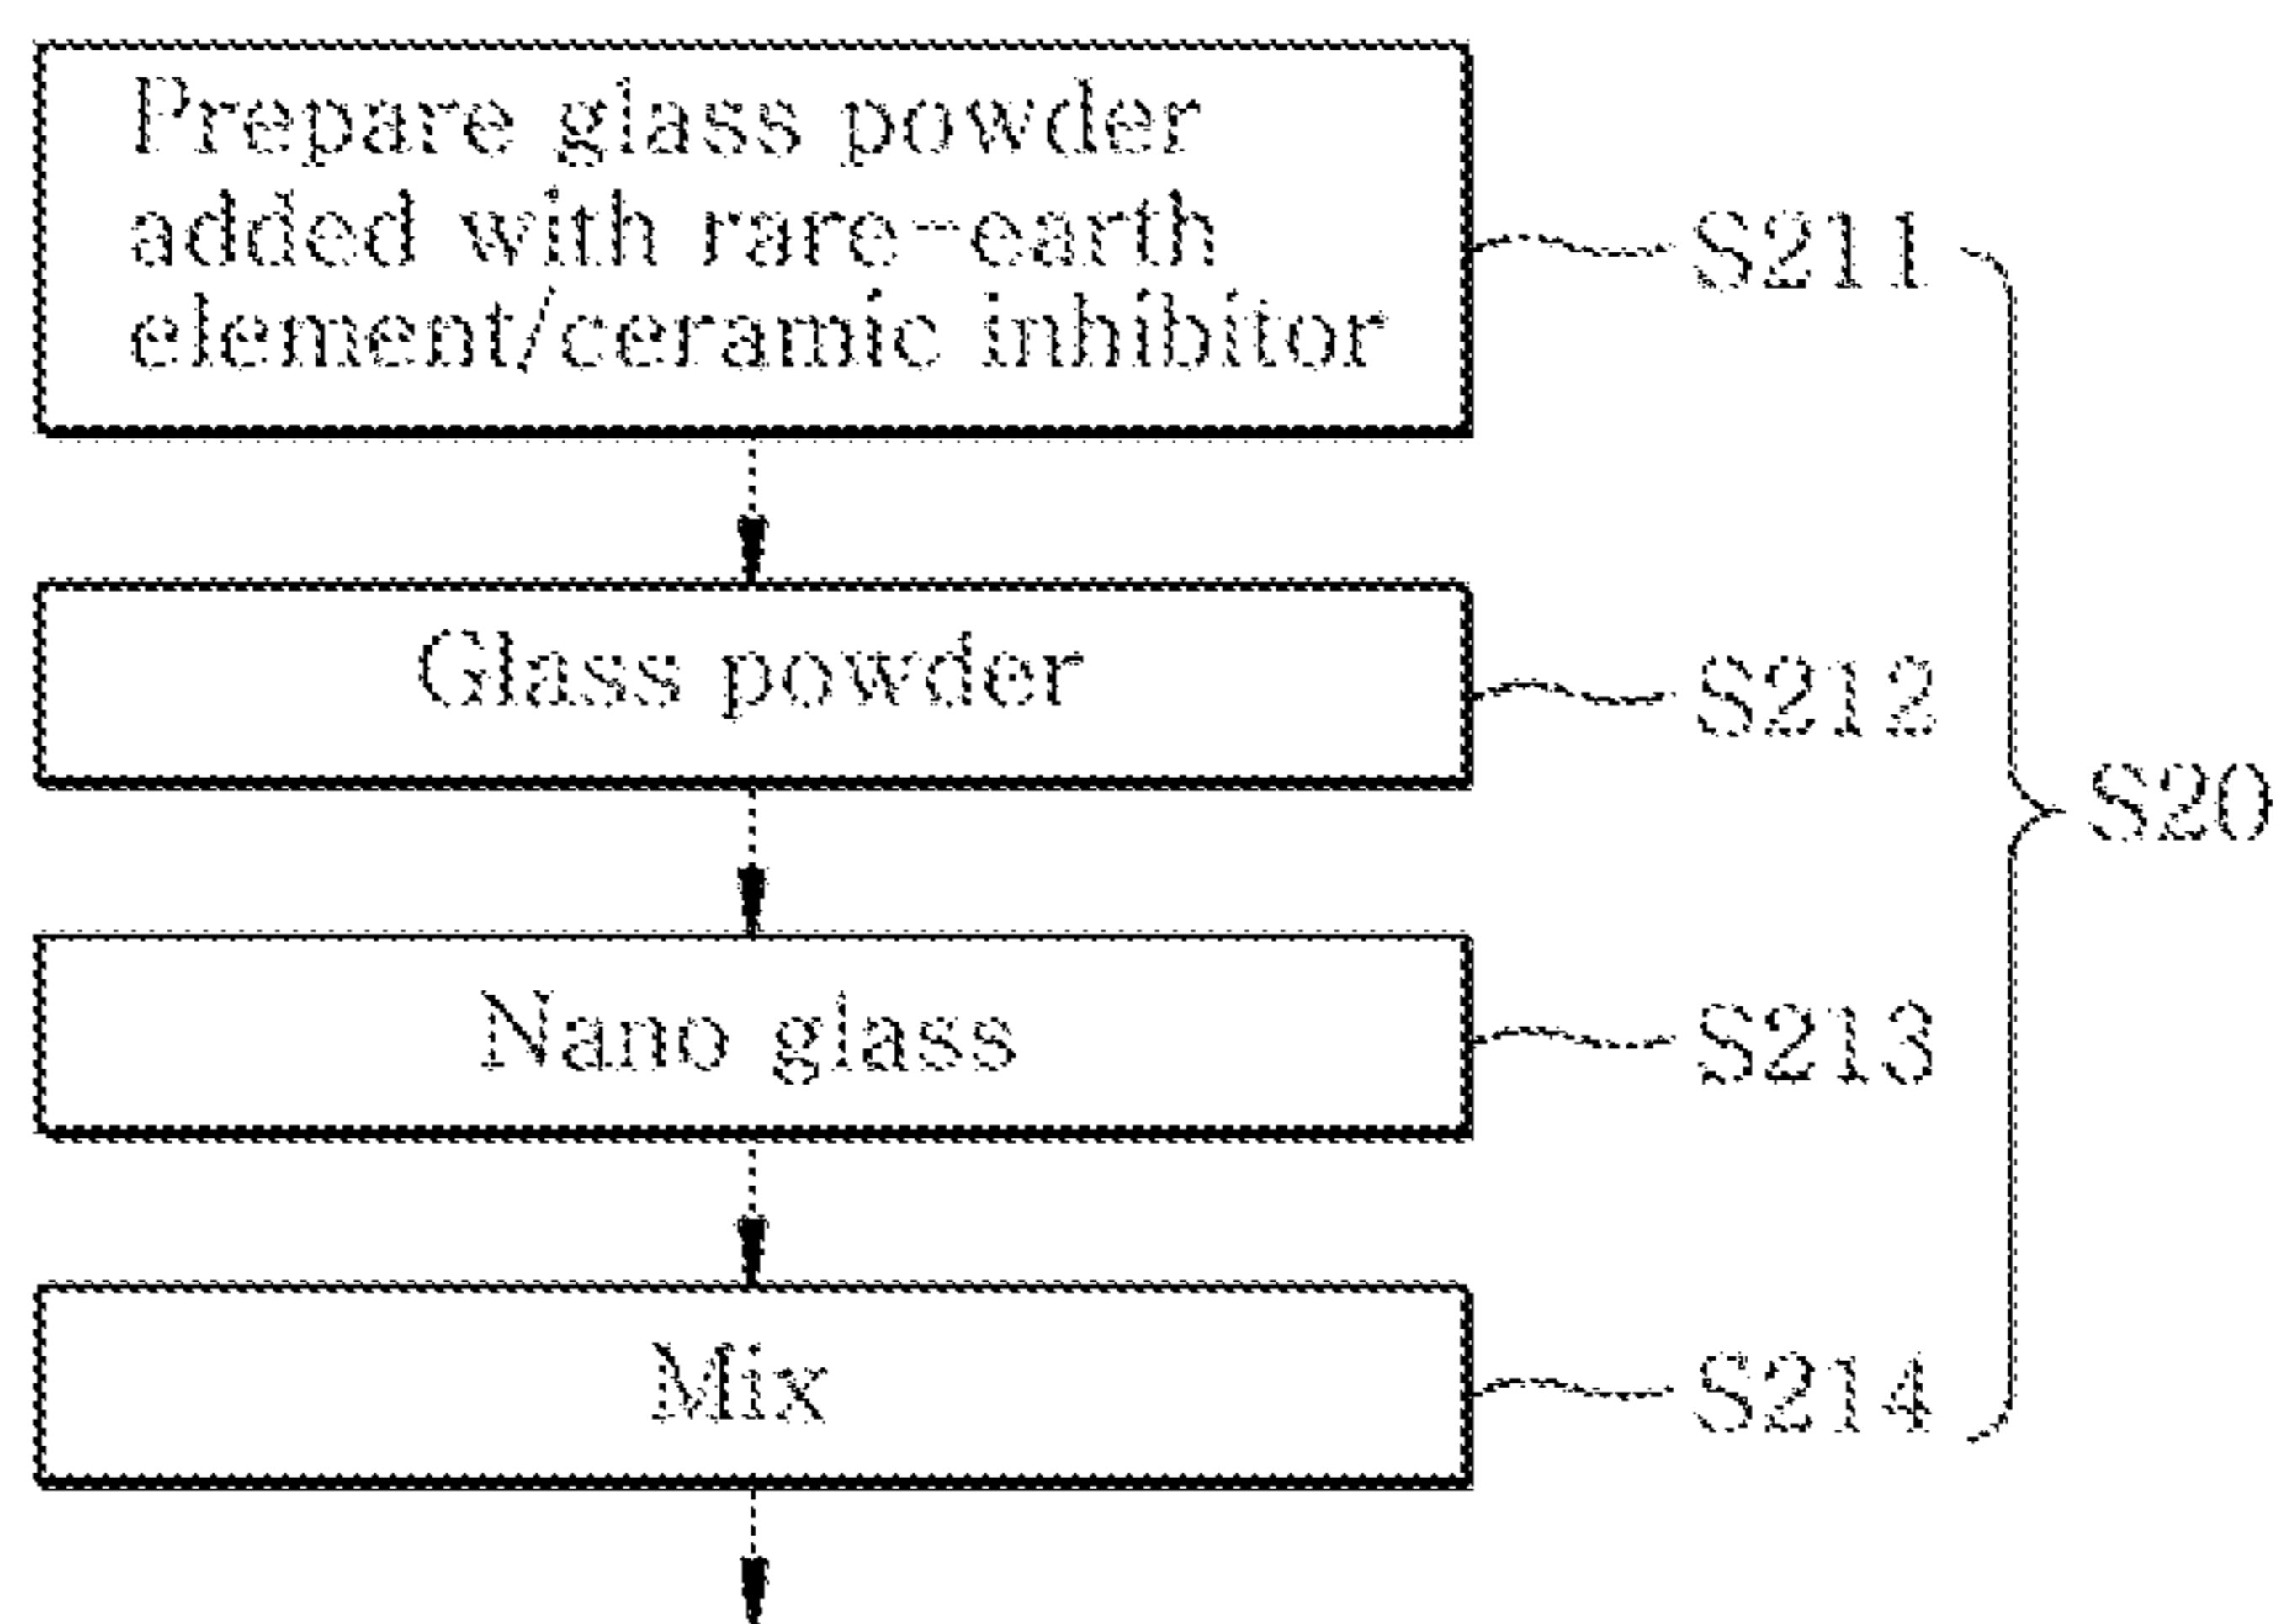 Prepare glass powder
added with rare-earth
element/ceramic inhibitor
S211
Glass powder
S212
S20
Nano glass
S213
Mix
S214